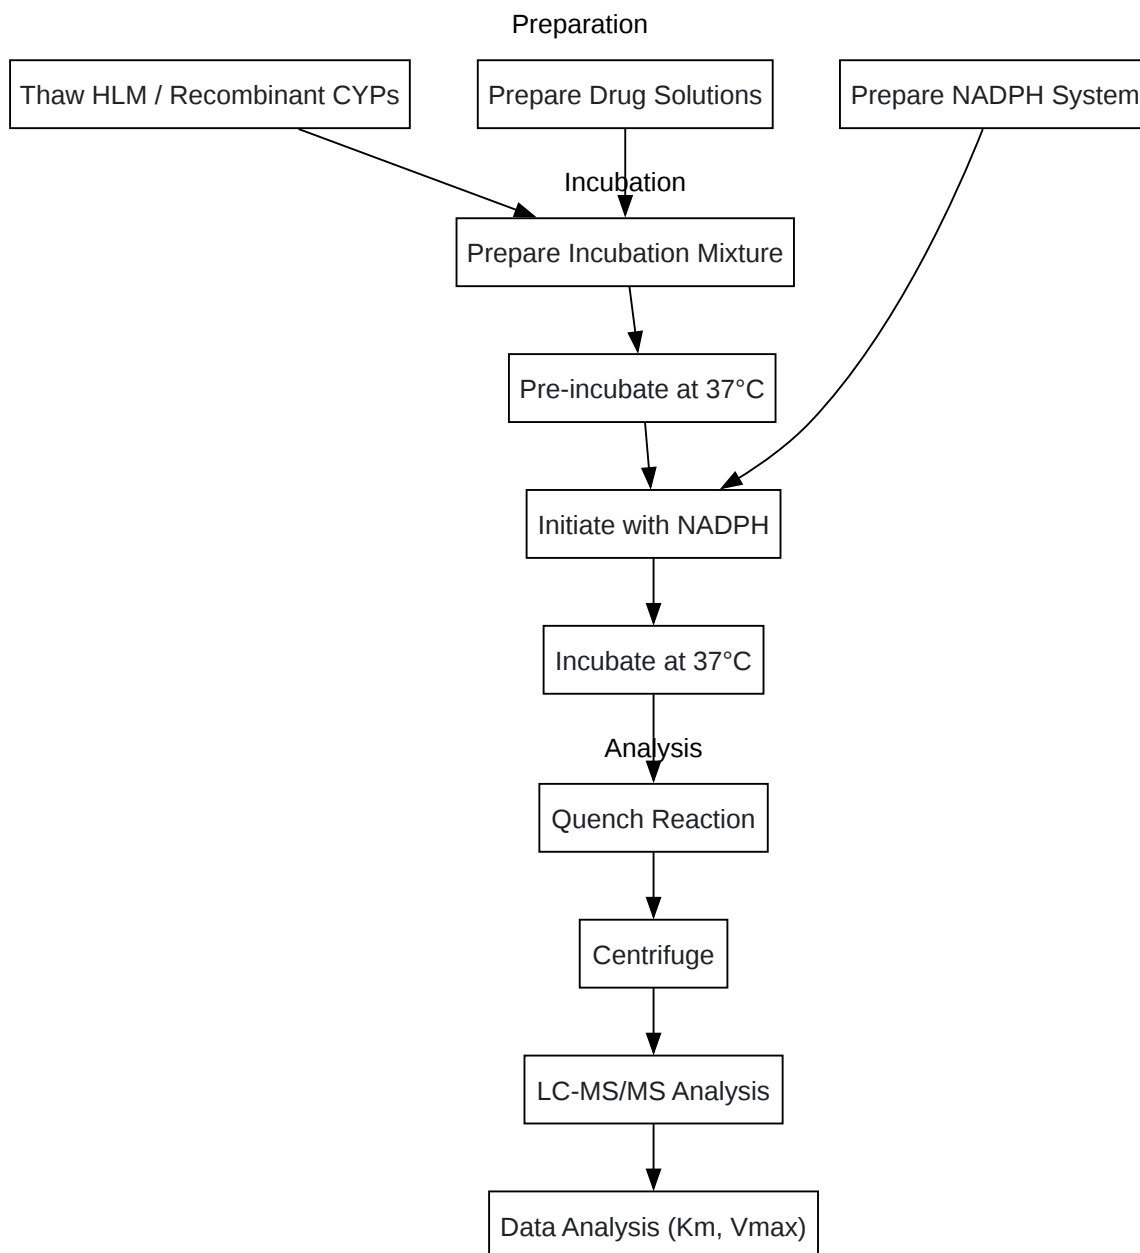 Preparation
Thaw HLM / Recombinant CYPs
Prepare Drug Solutions
Prepare NADPH System
Incubation
Prepare Incubation Mixture
Pre-incubate at 37°C
Initiate with NADPH
Incubate at 37°C
Analysis
Quench Reaction
Centrifuge
LC-MS/MS Analysis
Data Analysis (Km, Vmax)